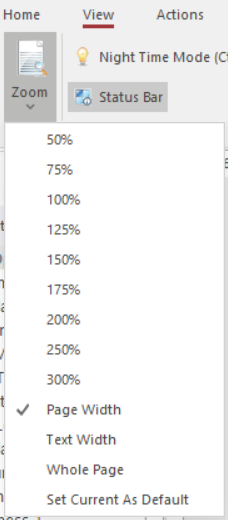 Home View Actions
Night Time Mode (Ct
Zoom
Status Bar
50%
75%
100%
125%
150%
175%
200%
250%
300%
Page Width
Text Width
Whole Page
Set Current As Default